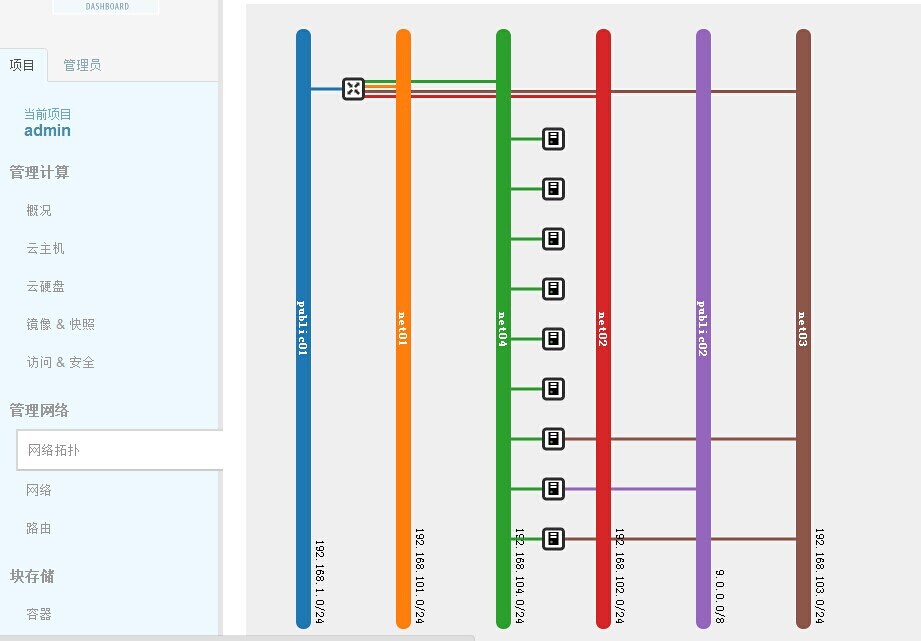 DASHBOARD
项目
管理员
当前项目
admin
管理计算
概况
云主机
云硬盘
镜像 & 快照
访问 & 安全
管理网络
网络拓扑
网络
路由
块存储
容器
public01
192.168.1.0/24
net01
192.168.101.0/24
net04
192.168.104.0/24
net02
192.168.102.0/24
public02
9.0.0.0/8
net03
192.168.103.0/24